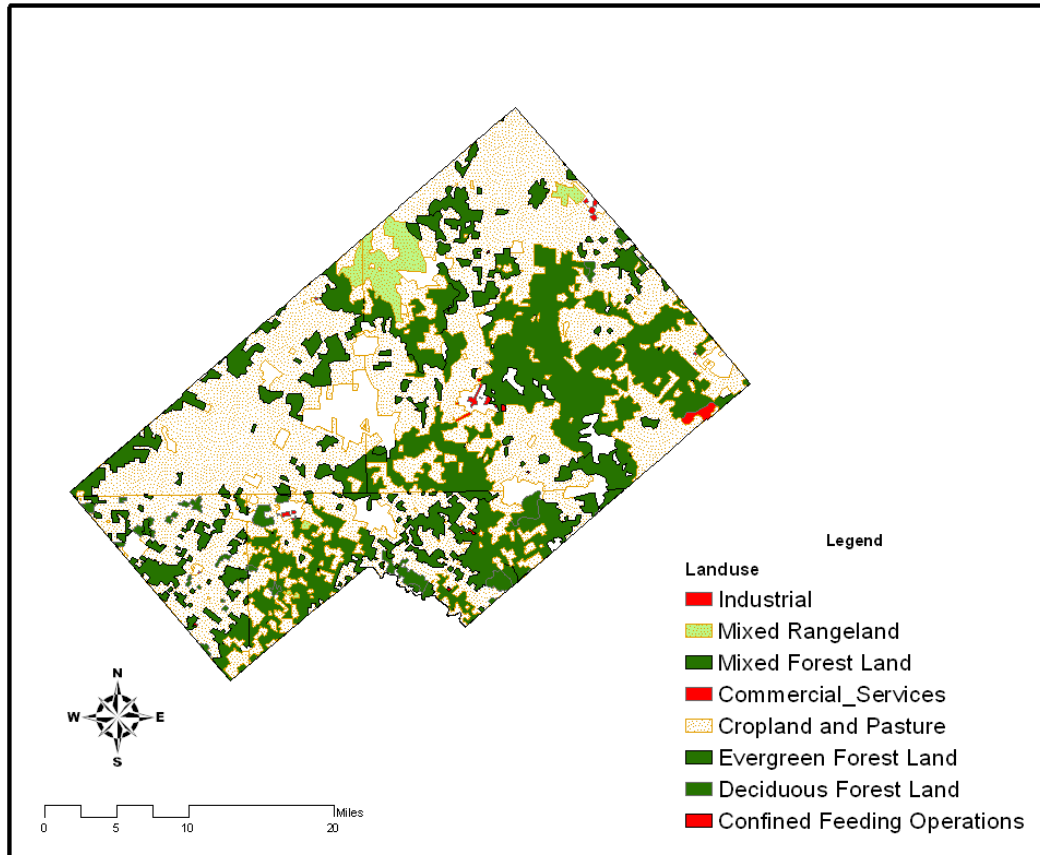 Legend
Landuse
Industrial
Mixed Rangeland
Mixed Forest Land
Commercial_Services
Cropland and Pasture
Evergreen Forest Land
Deciduous Forest Land
Confined Feeding Operations
N
W E
S
Miles
0 5 10 20